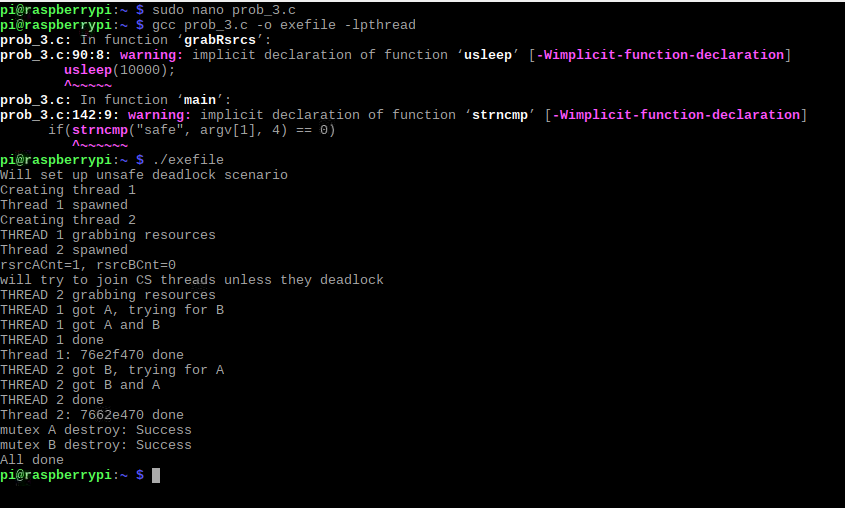 pi@raspberrypi:~ $ sudo nano prob_3.c
pi@raspberrypi:~ $ gcc prob_3.c -o exefile -lpthread
prob_3.c: In function ‘grabRsrcs’:
prob_3.c:90:8: warning: implicit declaration of function ‘usleep’ [-Wimplicit-function-declaration]
        usleep(10000);
        ^~~~~~
prob_3.c: In function ‘main’:
prob_3.c:142:9: warning: implicit declaration of function ‘strncmp’ [-Wimplicit-function-declaration]
      if(strncmp("safe", argv[1], 4) == 0)
         ^~~~~~~
pi@raspberrypi:~ $ ./exefile
Will set up unsafe deadlock scenario
Creating thread 1
Thread 1 spawned
Creating thread 2
THREAD 1 grabbing resources
Thread 2 spawned
rsrcACnt=1, rsrcBCnt=0
will try to join CS threads unless they deadlock
THREAD 2 grabbing resources
THREAD 1 got A, trying for B
THREAD 1 got A and B
THREAD 1 done
Thread 1: 76e2f470 done
THREAD 2 got B, trying for A
THREAD 2 got B and A
THREAD 2 done
Thread 2: 7662e470 done
mutex A destroy: Success
mutex B destroy: Success
All done
pi@raspberrypi:~ $